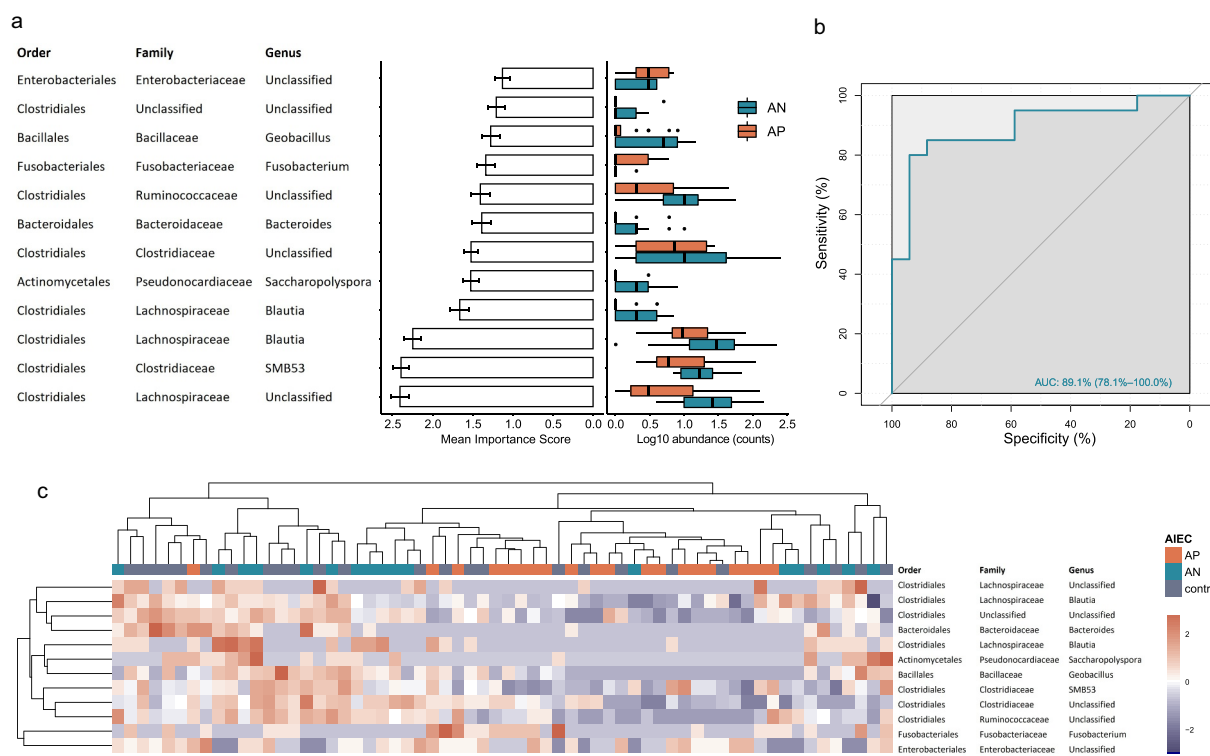 a
Order Family Genus
Enterobacteriales Enterobacteriaceae Unclassified
Clostridiales Unclassified Unclassified
Bacillales Bacillaceae Geobacillus
Fusobacteriales Fusobacteriaceae Fusobacterium
Clostridiales Ruminococcaceae Unclassified
Bacteroidales Bacteroidaceae Bacteroides
Clostridiales Clostridiaceae Unclassified
Actinomycetales Pseudonocardiaceae Saccharopolyspora
Clostridiales Lachnospiraceae Blautia
Clostridiales Lachnospiraceae Blautia
Clostridiales Clostridiaceae SMB53
Clostridiales Lachnospiraceae Unclassified
2.5 2.0 1.5 1.0 0.5 0.0
Mean Importance Score
AN
AP
0.0 0.5 1.0 1.5 2.0 2.5
Log10 abundance (counts)
b
100
80
60
40
20
0
Sensitivity (%)
AUC: 89.1% (78.1%–100.0%)
100 80 60 40 20 0
Specificity (%)
c
Order Family Genus
Clostridiales Lachnospiraceae Unclassified
Clostridiales Lachnospiraceae Blautia
Clostridiales Unclassified Unclassified
Bacteroidales Bacteroidaceae Bacteroides
Clostridiales Lachnospiraceae Blautia
Actinomycetales Pseudonocardiaceae Saccharopolyspora
Bacillales Bacillaceae Geobacillus
Clostridiales Clostridiaceae SMB53
Clostridiales Clostridiaceae Unclassified
Clostridiales Ruminococcaceae Unclassified
Fusobacteriales Fusobacteriaceae Fusobacterium
Enterobacteriales Enterobacteriaceae Unclassified
AIEC
AP
AN
contr
2
0
−2